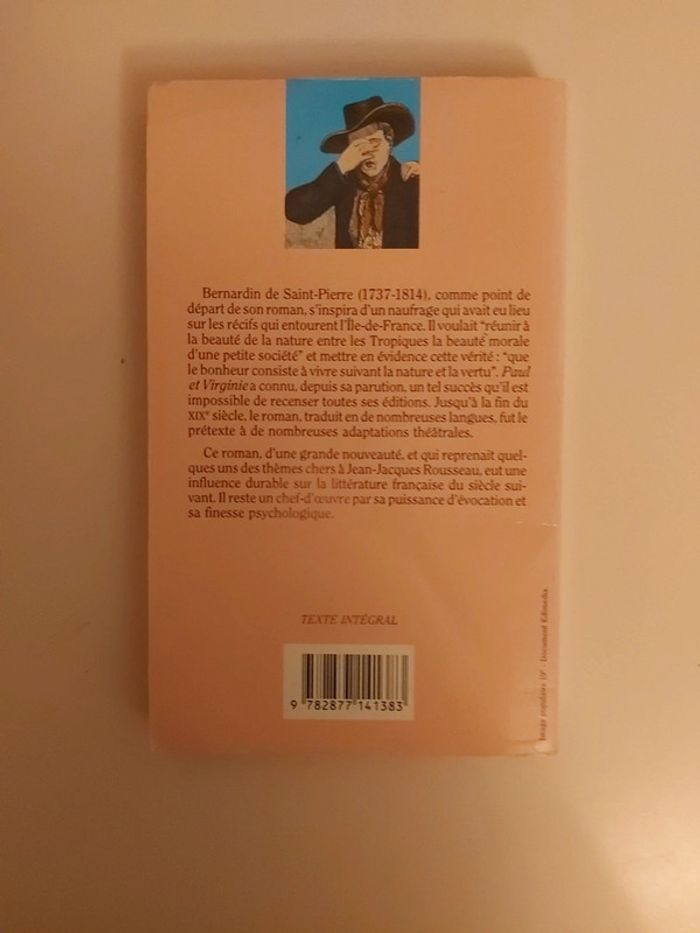 Bernardin de Saint-Pierre (1737-1814), comme point de
départ de son roman, s'inspira d'un naufrage qui avait eu lieu
sur les récifs qui entourent l'Île-de-France. Il voulait "réunir à
la beauté de la nature entre les Tropiques la beauté morale
d'une petite société" et mettre en évidence cette vérité : "que
le bonheur consiste à vivre suivant la nature et la vertu". Paul
et Virginie a connu, depuis sa parution, un tel succès qu'il est
impossible de recenser toutes ses éditions. Jusqu'à la fin du
XIXe siècle, le roman, traduit en de nombreuses langues, fut le
prétexte à de nombreuses adaptations théâtrales.
Ce roman, d'une grande nouveauté, et qui reprenait quel-
ques uns des thèmes chers à Jean-Jacques Rousseau, eut une
influence durable sur la littérature française du siècle sui-
vant. Il reste un chef-d'œuvre par sa puissance d'évocation et
sa finesse psychologique.
TEXTE INTÉGRAL
9 782877 141383
Image populaire - Document Edimedia